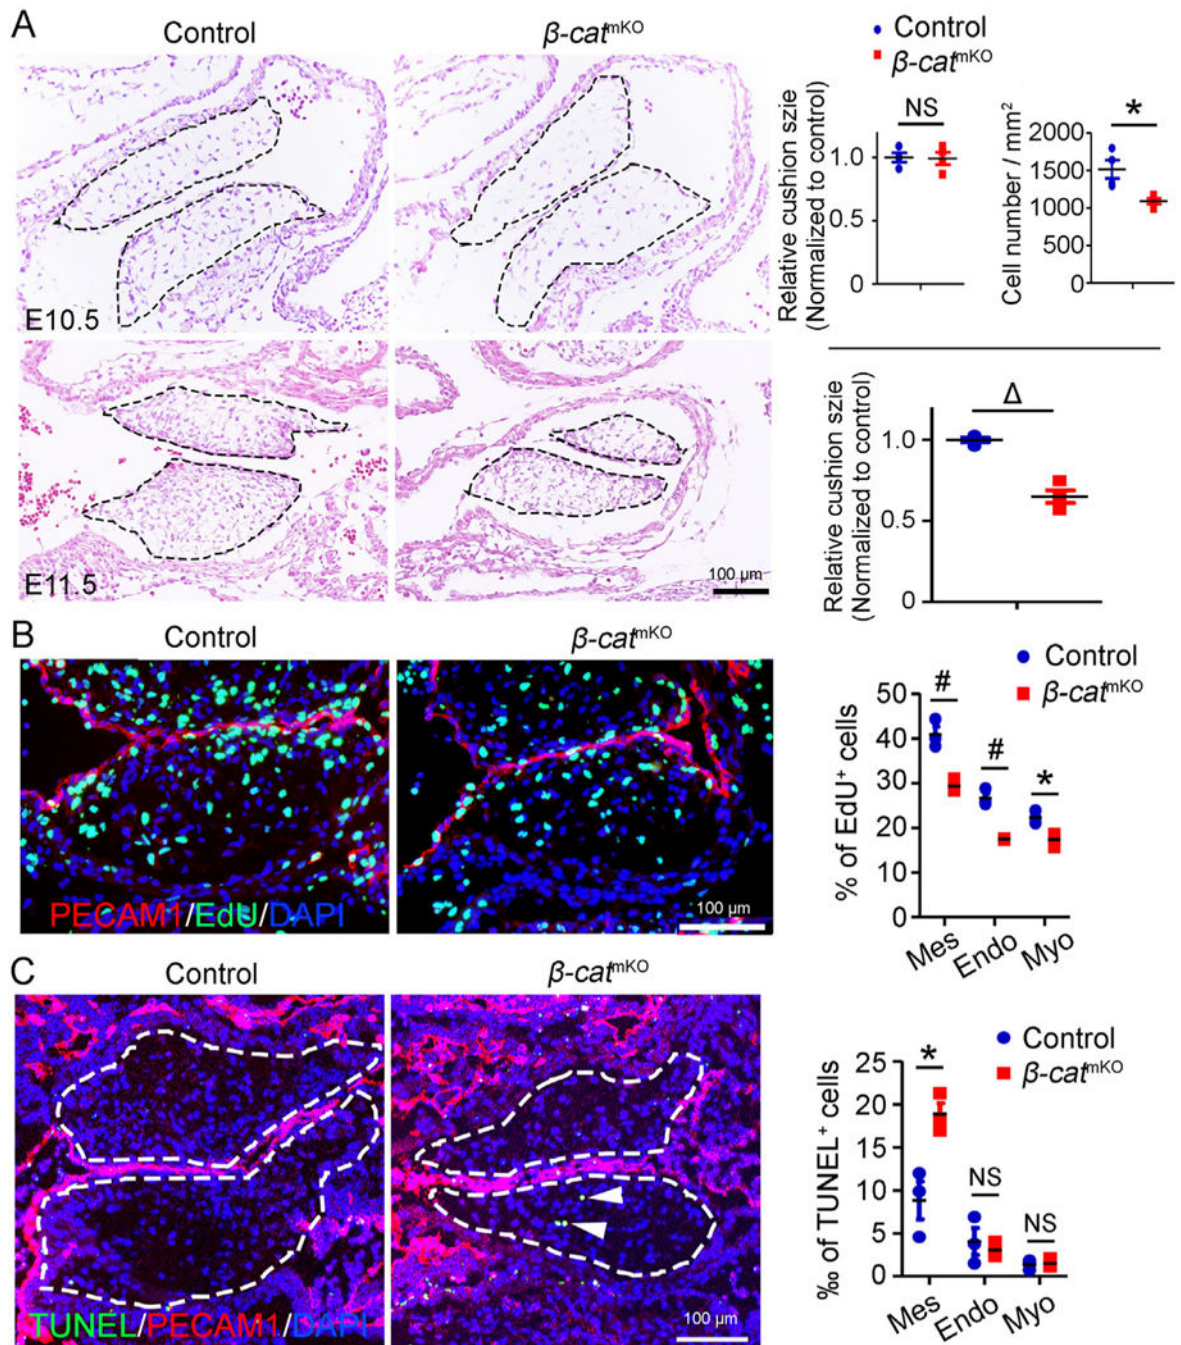 A
Control
β-cat^mKO
Control
β-cat^mKO
E10.5
Relative cushion szie
(Normalized to control)
NS
1.0
0.5
0
Cell number / mm²
*
2000
1500
1000
500
0
E11.5
100 μm
Relative cushion szie
(Normalized to control)
Δ
1.0
0.5
0
B
Control
β-cat^mKO
PECAM1/EdU/DAPI
100 μm
Control
β-cat^mKO
% of EdU⁺ cells
50
40
30
20
10
0
#
#
*
Mes
Endo
Myo
C
Control
β-cat^mKO
TUNEL/PECAM1/DAPI
100 μm
Control
β-cat^mKO
‰ of TUNEL⁺ cells
25
20
15
10
5
0
*
NS
NS
Mes
Endo
Myo